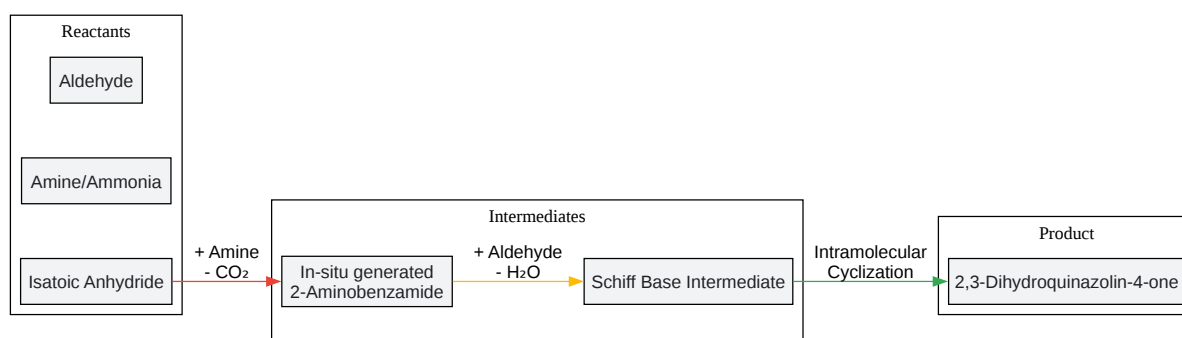 Reactants
Aldehyde
Amine/Ammonia
Isatoic Anhydride
+ Amine
- CO₂
Intermediates
In-situ generated
2-Aminobenzamide
+ Aldehyde
- H₂O
Schiff Base Intermediate
Intramolecular
Cyclization
Product
2,3-Dihydroquinazolin-4-one